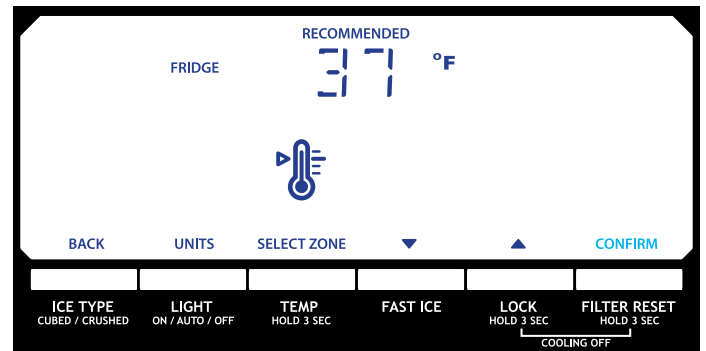 RECOMMENDED
FRIDGE 37 °F
BACK UNITS SELECT ZONE CONFIRM
ICE TYPE LIGHT TEMP FAST ICE LOCK FILTER RESET
CUBED / CRUSHED ON / AUTO / OFF HOLD 3 SEC HOLD 3 SEC HOLD 3 SEC
COOLING OFF